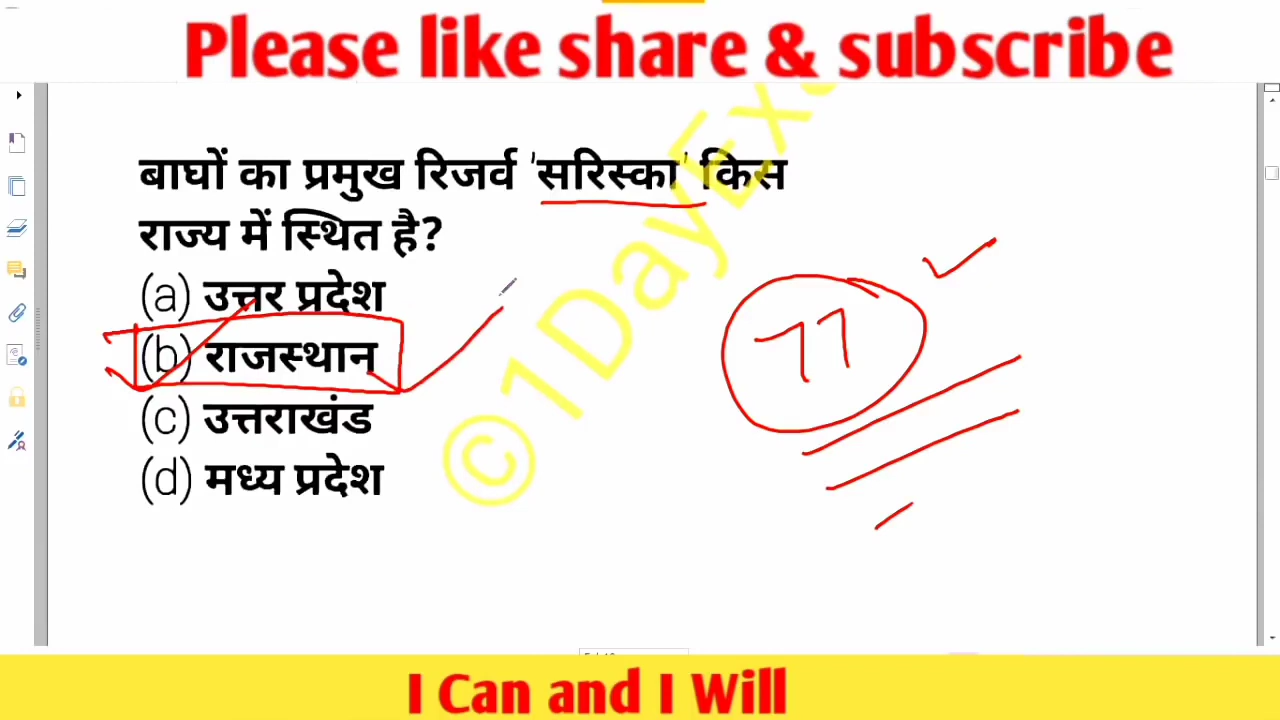 Please like share & subscribe
बाघों का प्रमुख रिजर्व 'सरिस्का' किस
राज्य में स्थित है?
(a) उत्तर प्रदेश
(b) राजस्थान
(c) उत्तराखंड
(d) मध्य प्रदेश
77
©1DayExa
I Can and I Will